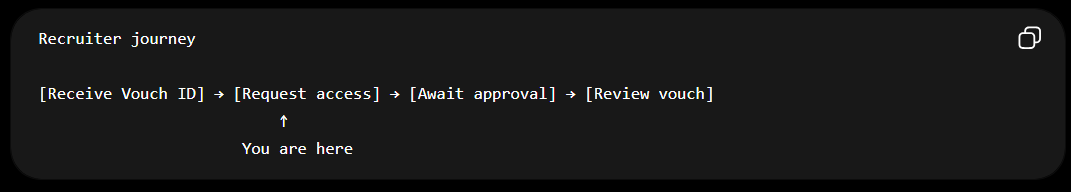 Recruiter journey
[Receive Vouch ID] → [Request access] → [Await approval] → [Review vouch]
↑
You are here